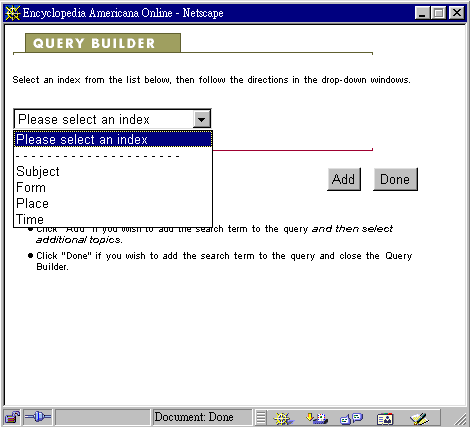 Encyclopedia Americana Online - Netscape
QUERY BUILDER
Select an index from the list below, then follow the directions in the drop-down windows.
Please select an index
Please select an index
- - - - - - - - - - - - - - - - - - - - - -
Subject
Form
Place
Time
Add Done
Click "Add" if you wish to add the search term to the query and then select
additional topics.
Click "Done" if you wish to add the search term to the query and close the Query
Builder.
Document: Done